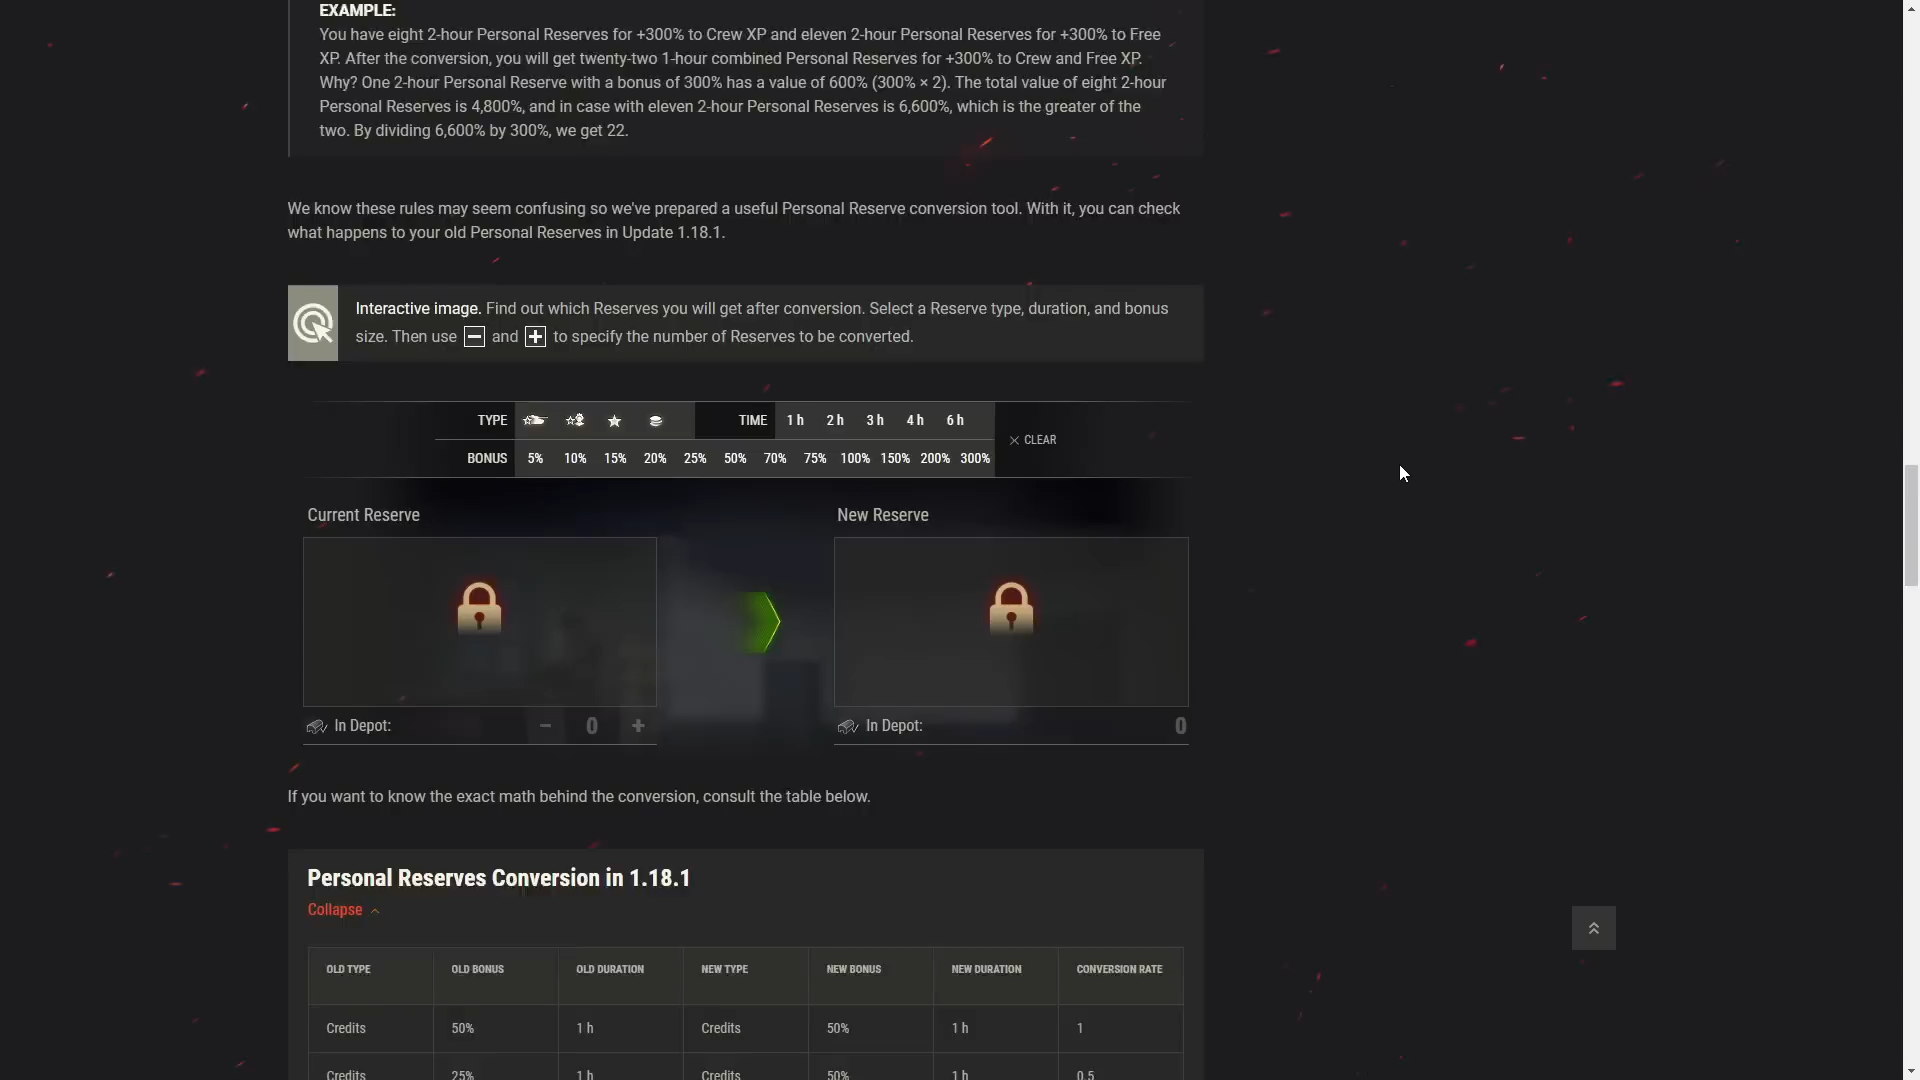 EXAMPLE:
You have eight 2-hour Personal Reserves for +300% to Crew XP and eleven 2-hour Personal Reserves for +300% to Free
XP. After the conversion, you will get twenty-two 1-hour combined Personal Reserves for +300% to Crew and Free XP.
Why? One 2-hour Personal Reserve with a bonus of 300% has a value of 600% (300% × 2). The total value of eight 2-hour
Personal Reserves is 4,800%, and in case with eleven 2-hour Personal Reserves is 6,600%, which is the greater of the
two. By dividing 6,600% by 300%, we get 22.
We know these rules may seem confusing so we've prepared a useful Personal Reserve conversion tool. With it, you can check
what happens to your old Personal Reserves in Update 1.18.1.
Interactive image. Find out which Reserves you will get after conversion. Select a Reserve type, duration, and bonus
size. Then use − and + to specify the number of Reserves to be converted.
TYPE TIME 1 h 2 h 3 h 4 h 6 h
CLEAR
BONUS 5% 10% 15% 20% 25% 50% 70% 75% 100% 150% 200% 300%
Current Reserve New Reserve
In Depot: − 0 + In Depot: 0
If you want to know the exact math behind the conversion, consult the table below.
Personal Reserves Conversion in 1.18.1
Collapse
OLD TYPE OLD BONUS OLD DURATION NEW TYPE NEW BONUS NEW DURATION CONVERSION RATE
Credits 50% 1 h Credits 50% 1 h 1
Credits 25% 1 h Credits 50% 1 h 0.5